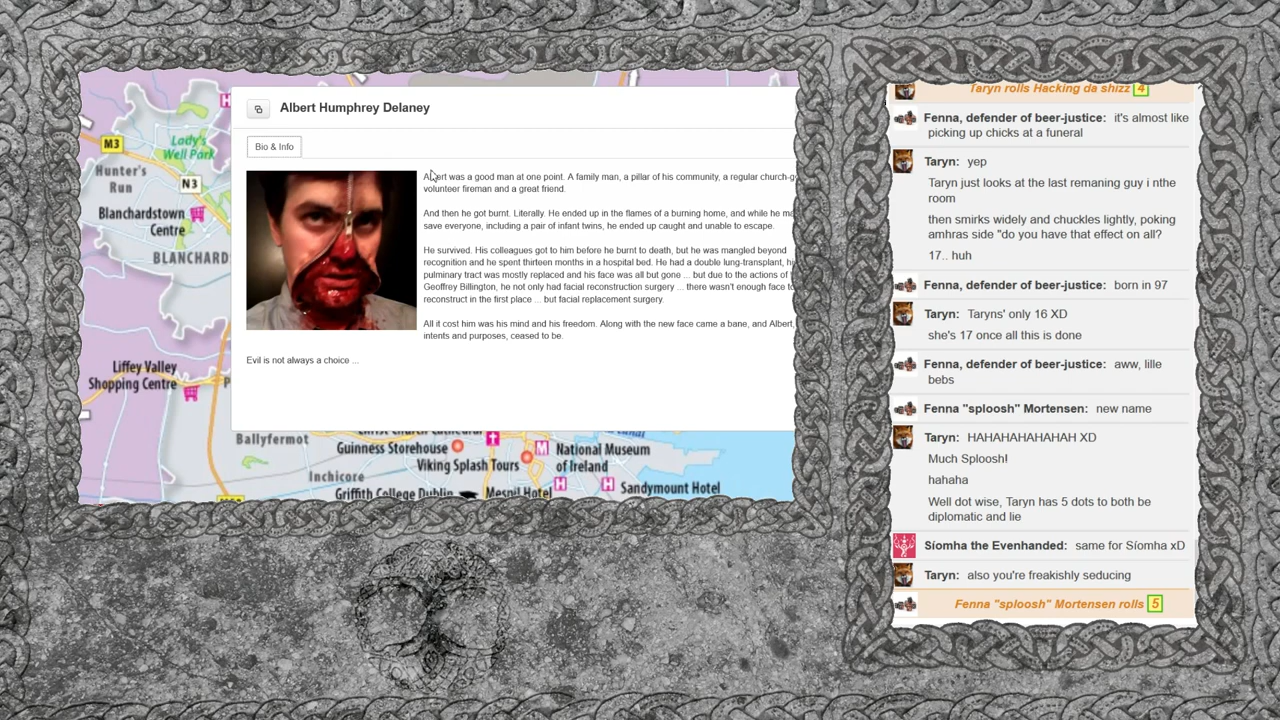 Albert Humphrey Delaney
Bio & Info
was a good man at one point. A family man, a pillar of his community, a regular
volunteer fireman and a great friend.
And then he got burnt. Literally. He ended up in the flames of a burning home, and while he
save everyone, including a pair of infant twins, he ended up caught and unable to escape.
He survived. His colleagues got to him before he burnt to death, but he was mangled beyond
recognition and he spent thirteen months in a hospital bed. He had a double lung-transplant,
pulminary tract was mostly replaced and his face was all but gone ... but due to the actions of
Geoffrey Billington, he not only had facial reconstruction surgery ... there wasn't enough face to
reconstruct in the first place ... but facial replacement surgery.
All it cost him was his mind and his freedom. Along with the new face came a bane, and Albert,
intents and purposes, ceased to be.
Evil is not always a choice ...
M3
Lady's
Well Park
Hunter's
Run
N3
Blanchardstown
Centre
BLANCHARDS
Liffey Valley
Shopping Centre
P
H
Ballyfermot
Guinness Storehouse
Viking Splash Tours
M
National Museum
of Ireland
Inchicore
Griffith College Dublin
Mespil Hotel
H
H
Sandymount Hotel
Taryn rolls Hacking da shizz 4
Fenna, defender of beer-justice: it's almost like
picking up chicks at a funeral
Taryn: yep
Taryn just looks at the last remaning guy i nthe
room
then smirks widely and chuckles lightly, poking
amhras side "do you have that effect on all?
17.. huh
Fenna, defender of beer-justice: born in 97
Taryn: Taryns' only 16 XD
she's 17 once all this is done
Fenna, defender of beer-justice: aww, lille
bebs
Fenna "sploosh" Mortensen: new name
Taryn: HAHAHAHAHAHAH XD
Much Sploosh!
hahaha
Well dot wise, Taryn has 5 dots to both be
diplomatic and lie
Síomha the Evenhanded: same for Síomha xD
Taryn: also you're freakishly seducing
Fenna "sploosh" Mortensen rolls 5